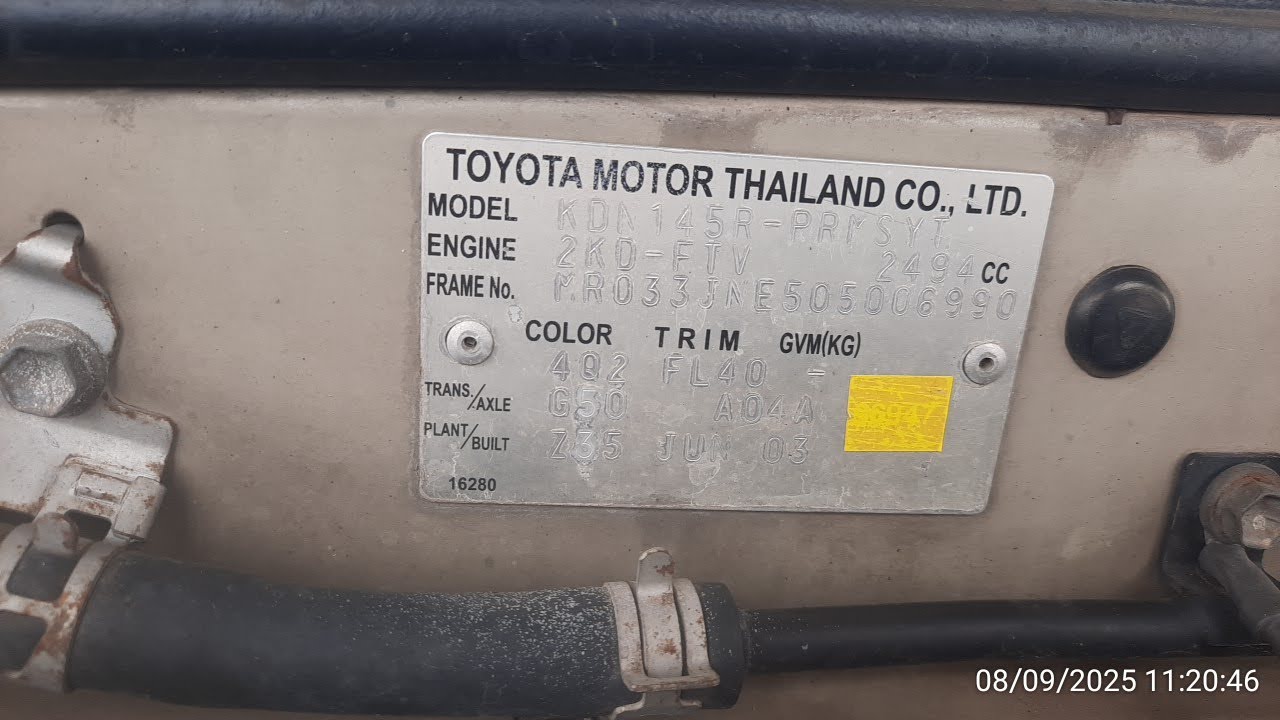 TOYOTA MOTOR THAILAND CO., LTD.
MODEL KDN145R-PRMSYT
ENGINE 2KD-FTV 2494 CC
FRAME No. MR033JNE505006990
COLOR TRIM GVM(KG)
4Q2 FL40 -
TRANS./AXLE G50 A04A
PLANT/BUILT Z35 JUN 03
16280
08/09/2025 11:20:46